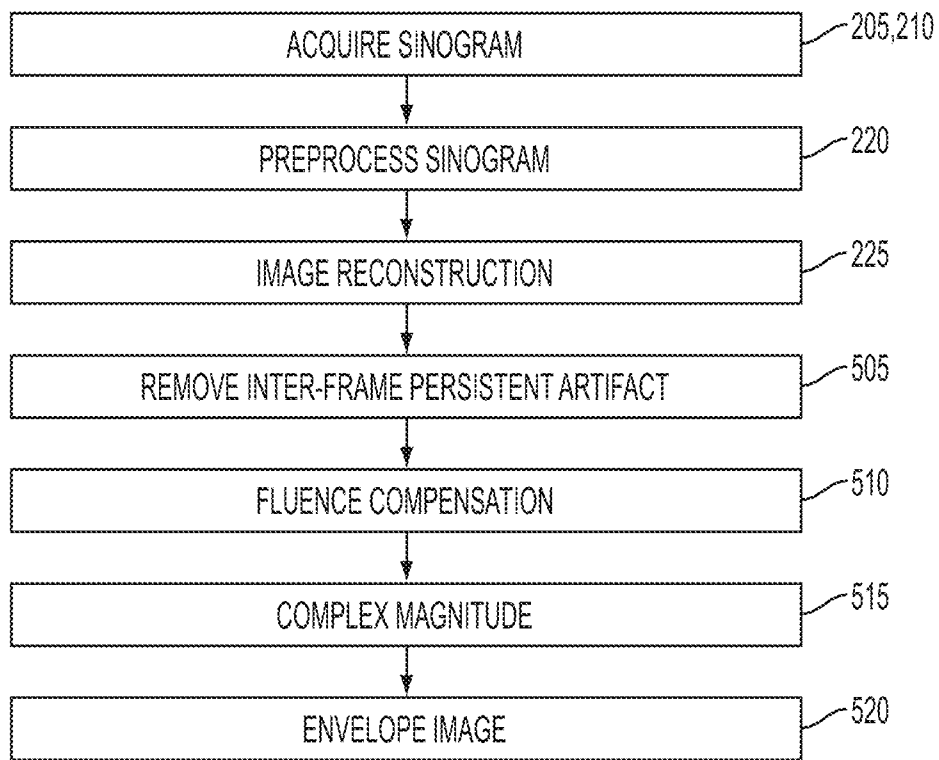 ACQUIRE SINOGRAM
205,210
PREPROCESS SINOGRAM
220
IMAGE RECONSTRUCTION
225
REMOVE INTER-FRAME PERSISTENT ARTIFACT
505
FLUENCE COMPENSATION
510
COMPLEX MAGNITUDE
515
ENVELOPE IMAGE
520